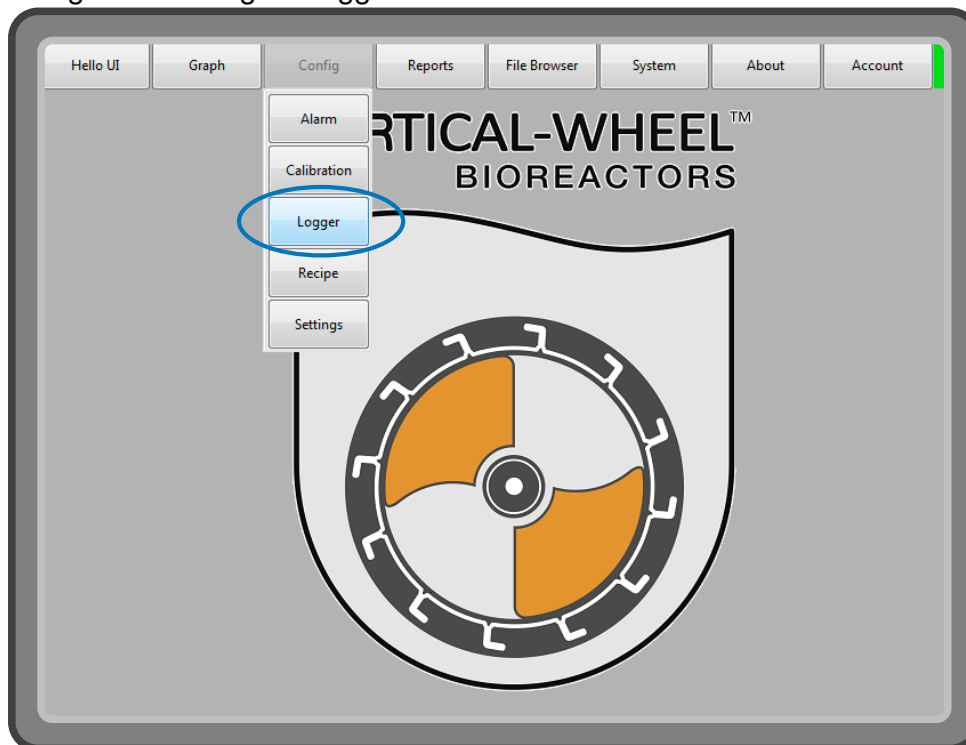 Hello UI Graph Config Reports File Browser System About Account
Alarm
RTICAL-WHEEL™
Calibration
BIOREACTORS
Logger
Recipe
Settings